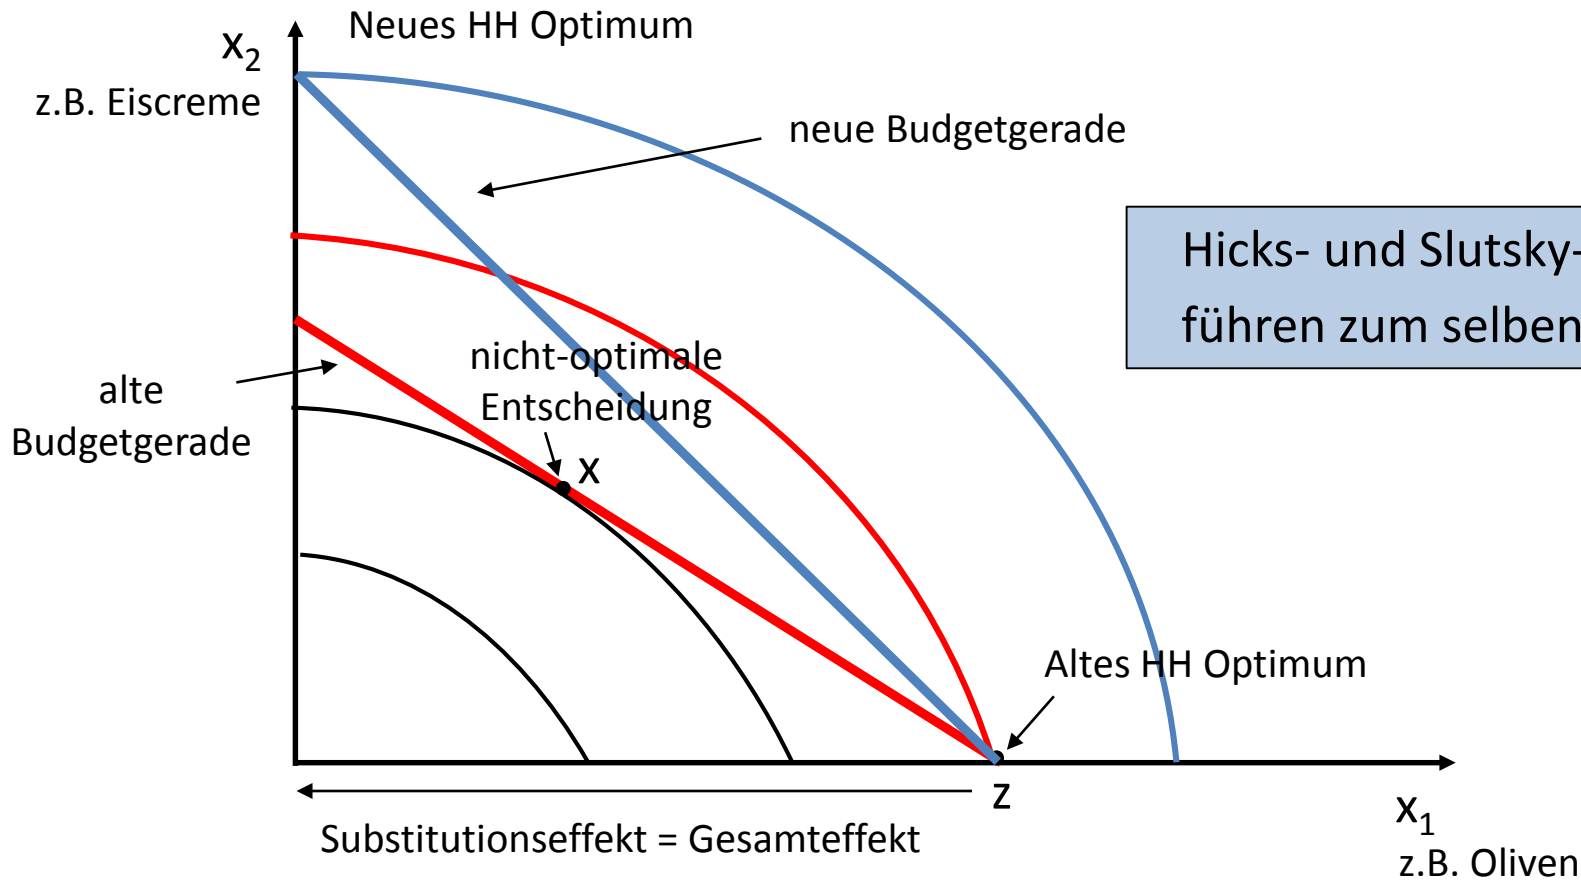 Neues HH Optimum
x₂
z.B. Eiscreme
neue Budgetgerade
Hicks- und Slutsky-
führen zum selben
nicht-optimale
Entscheidung
alte
Budgetgerade
x
Altes HH Optimum
z
x₁
Substitutionseffekt = Gesamteffekt
z.B. Oliven